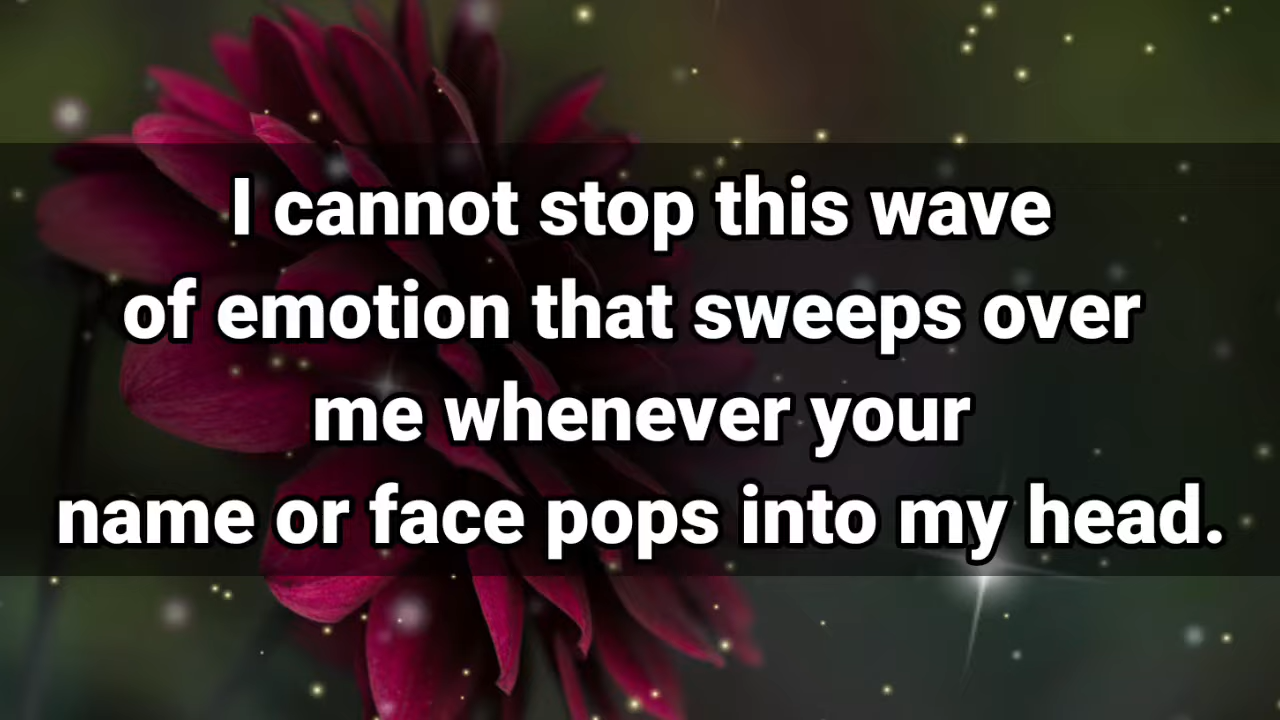 I cannot stop this wave
of emotion that sweeps over
me whenever your
name or face pops into my head.